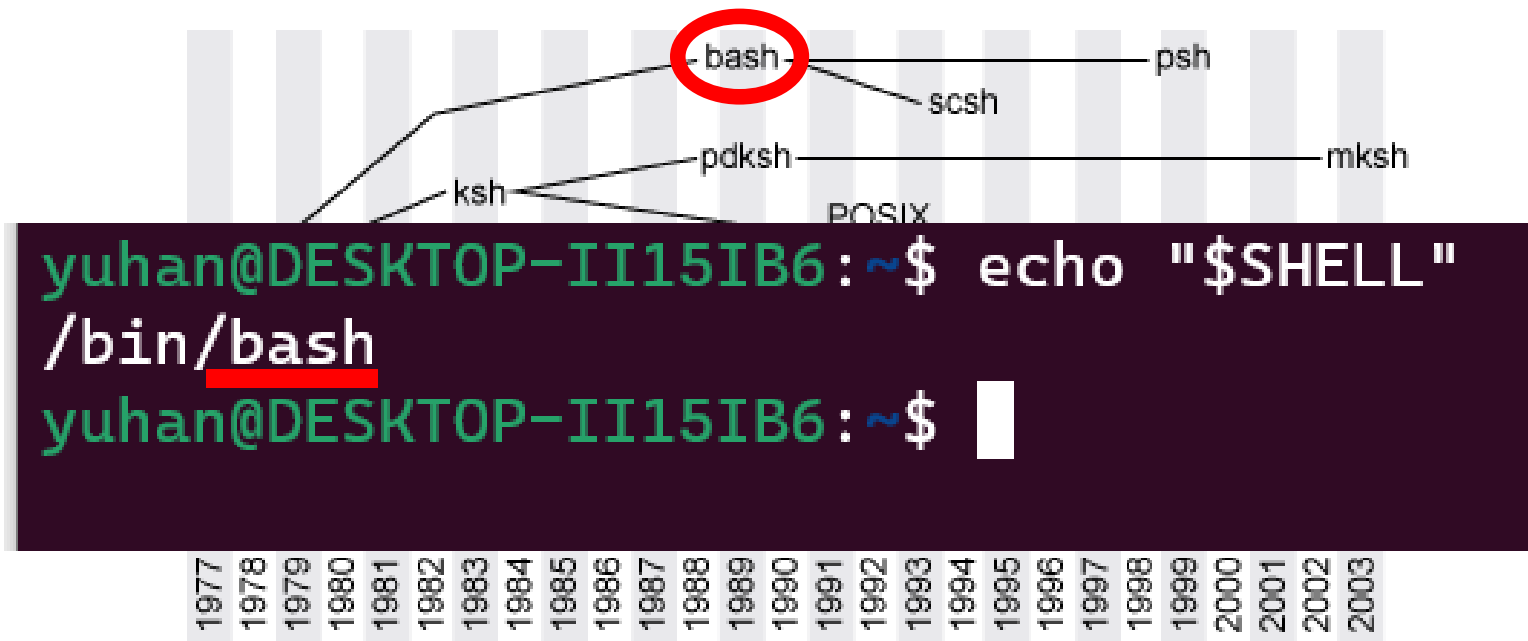 bash
psh
scsh
pdksh
mksh
ksh
POSIX
yuhan@DESKTOP-II15IB6:~$ echo "$SHELL"
/bin/bash
yuhan@DESKTOP-II15IB6:~$
1977
1978
1979
1980
1981
1982
1983
1984
1985
1986
1987
1988
1989
1990
1991
1992
1993
1994
1995
1996
1997
1998
1999
2000
2001
2002
2003